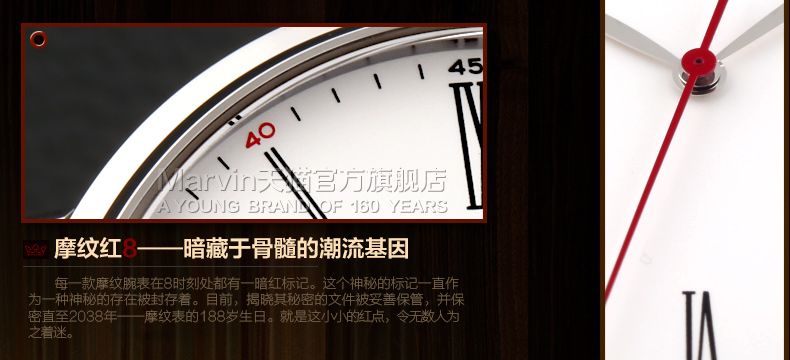 45
40
Marvin天猫官方旗舰店
A YOUNG BRAND OF 160 YEARS
摩纹红8——暗藏于骨髓的潮流基因
每一款摩纹腕表在8时刻处都有一暗红标记。这个神秘的标记一直作
为一种神秘的存在被封存着。目前，揭晓其秘密的文件被妥善保管，并保
密直至2038年——摩纹表的188岁生日。就是这小小的红点，令无数人为
之着迷。